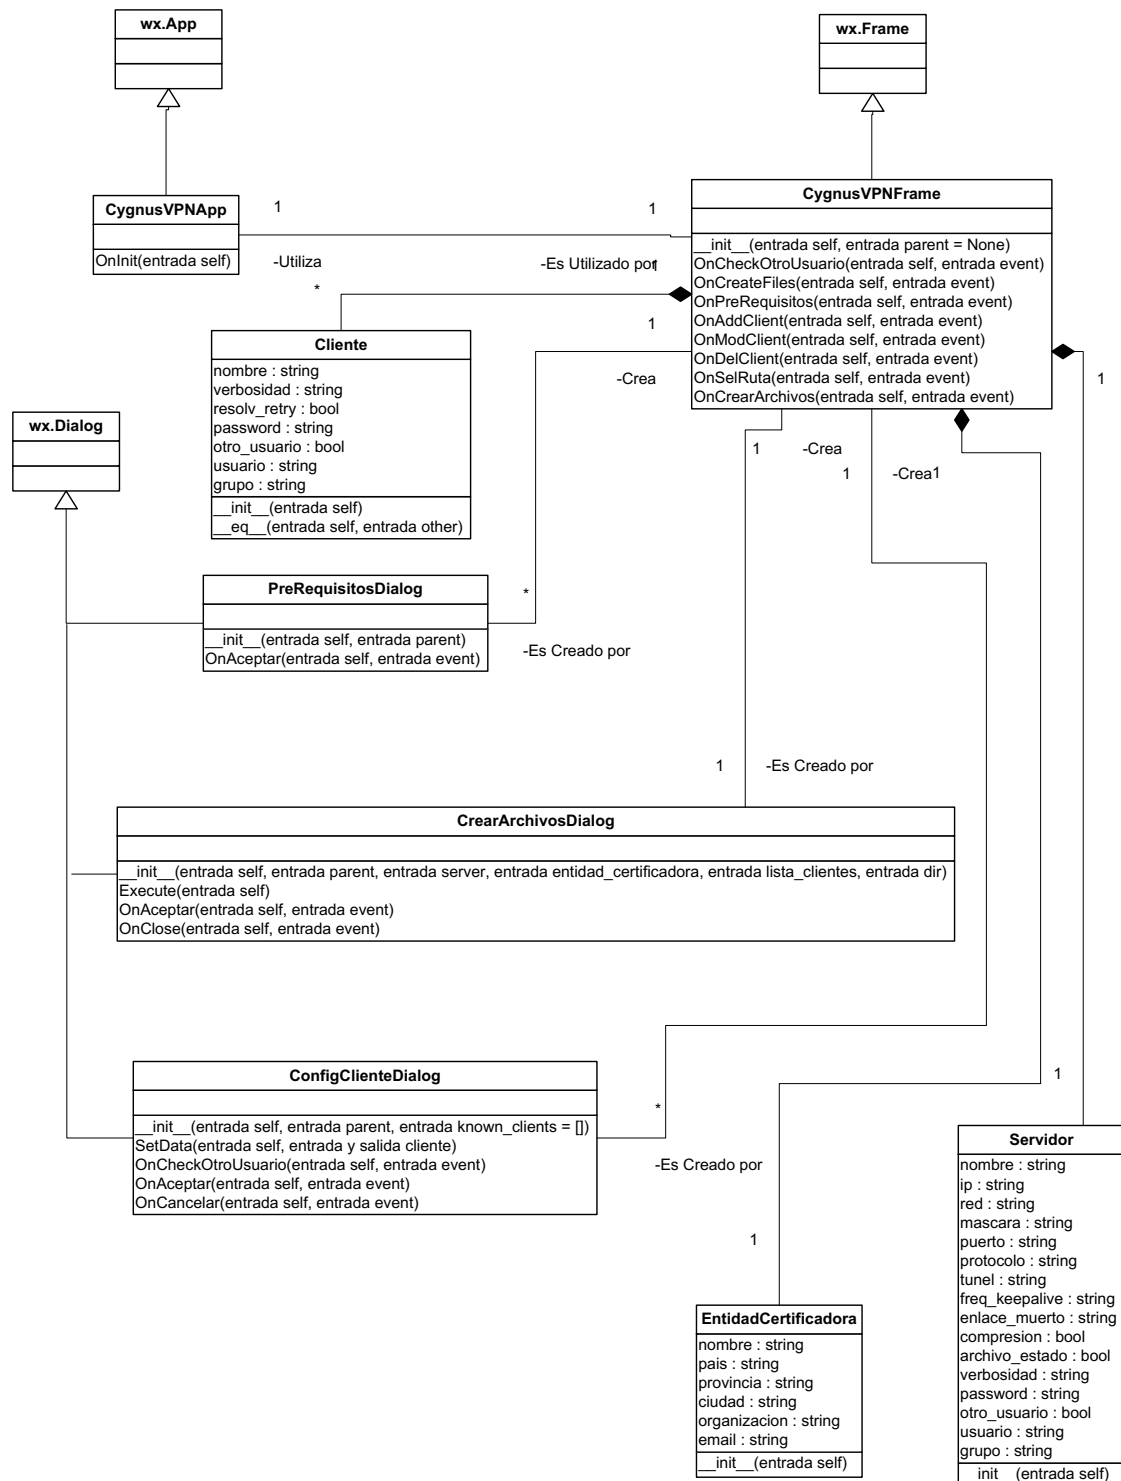 wx.App
wx.Frame
CygnusVPNApp
OnInit(entrada self)
1
1
-Utiliza
-Es Utilizado por
CygnusVPNFrame
__init__(entrada self, entrada parent = None)
OnCheckOtroUsuario(entrada self, entrada event)
OnCreateFiles(entrada self, entrada event)
OnPreRequisitos(entrada self, entrada event)
OnAddClient(entrada self, entrada event)
OnModClient(entrada self, entrada event)
OnDelClient(entrada self, entrada event)
OnSelRuta(entrada self, entrada event)
OnCrearArchivos(entrada self, entrada event)
1
*
Cliente
nombre : string
verbosidad : string
resolv_retry : bool
password : string
otro_usuario : bool
usuario : string
grupo : string
__init__(entrada self)
__eq__(entrada self, entrada other)
1
-Crea
1
wx.Dialog
1
-Crea
1
-Crea
1
PreRequisitosDialog
__init__(entrada self, entrada parent)
OnAceptar(entrada self, entrada event)
*
-Es Creado por
1
-Es Creado por
CrearArchivosDialog
__init__(entrada self, entrada parent, entrada server, entrada entidad_certificadora, entrada lista_clientes, entrada dir)
Execute(entrada self)
OnAceptar(entrada self, entrada event)
OnClose(entrada self, entrada event)
ConfigClienteDialog
__init__(entrada self, entrada parent, entrada known_clients = [])
SetData(entrada self, entrada y salida cliente)
OnCheckOtroUsuario(entrada self, entrada event)
OnAceptar(entrada self, entrada event)
OnCancelar(entrada self, entrada event)
*
-Es Creado por
1
1
EntidadCertificadora
nombre : string
pais : string
provincia : string
ciudad : string
organizacion : string
email : string
__init__(entrada self)
Servidor
nombre : string
ip : string
red : string
mascara : string
puerto : string
protocolo : string
tunel : string
freq_keepalive : string
enlace_muerto : string
compresion : bool
archivo_estado : bool
verbosidad : string
password : string
otro_usuario : bool
usuario : string
grupo : string
__init__(entrada self)